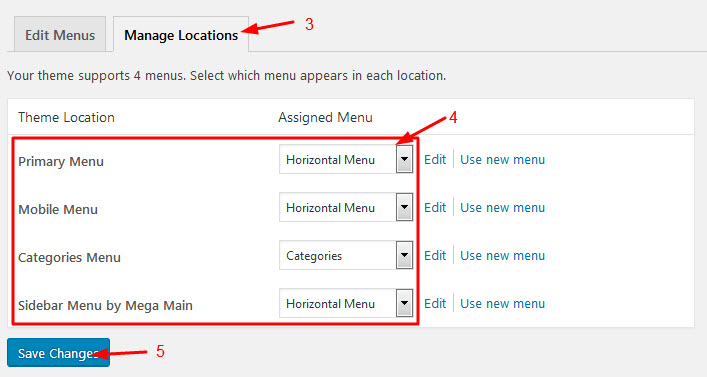 Edit Menus Manage Locations 3
Your theme supports 4 menus. Select which menu appears in each location.
Theme Location Assigned Menu 4
Primary Menu Horizontal Menu Edit Use new menu
Mobile Menu Horizontal Menu Edit Use new menu
Categories Menu Categories Edit Use new menu
Sidebar Menu by Mega Main Horizontal Menu Edit Use new menu
Save Changes 5